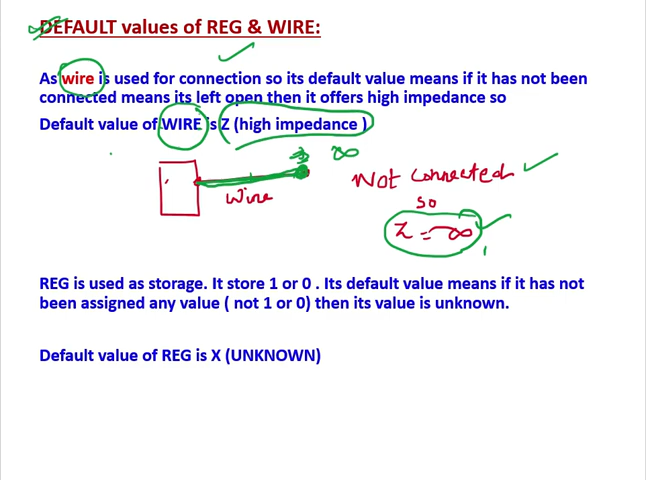 DEFAULT values of REG & WIRE:
As wire is used for connection so its default value means if it has not been
connected means its left open then it offers high impedance so
Default value of WIRE is Z (high impedance )
∞
Not connected
Wire
so
Z = ∞
REG is used as storage. It store 1 or 0 . Its default value means if it has not
been assigned any value ( not 1 or 0) then its value is unknown.
Default value of REG is X (UNKNOWN)